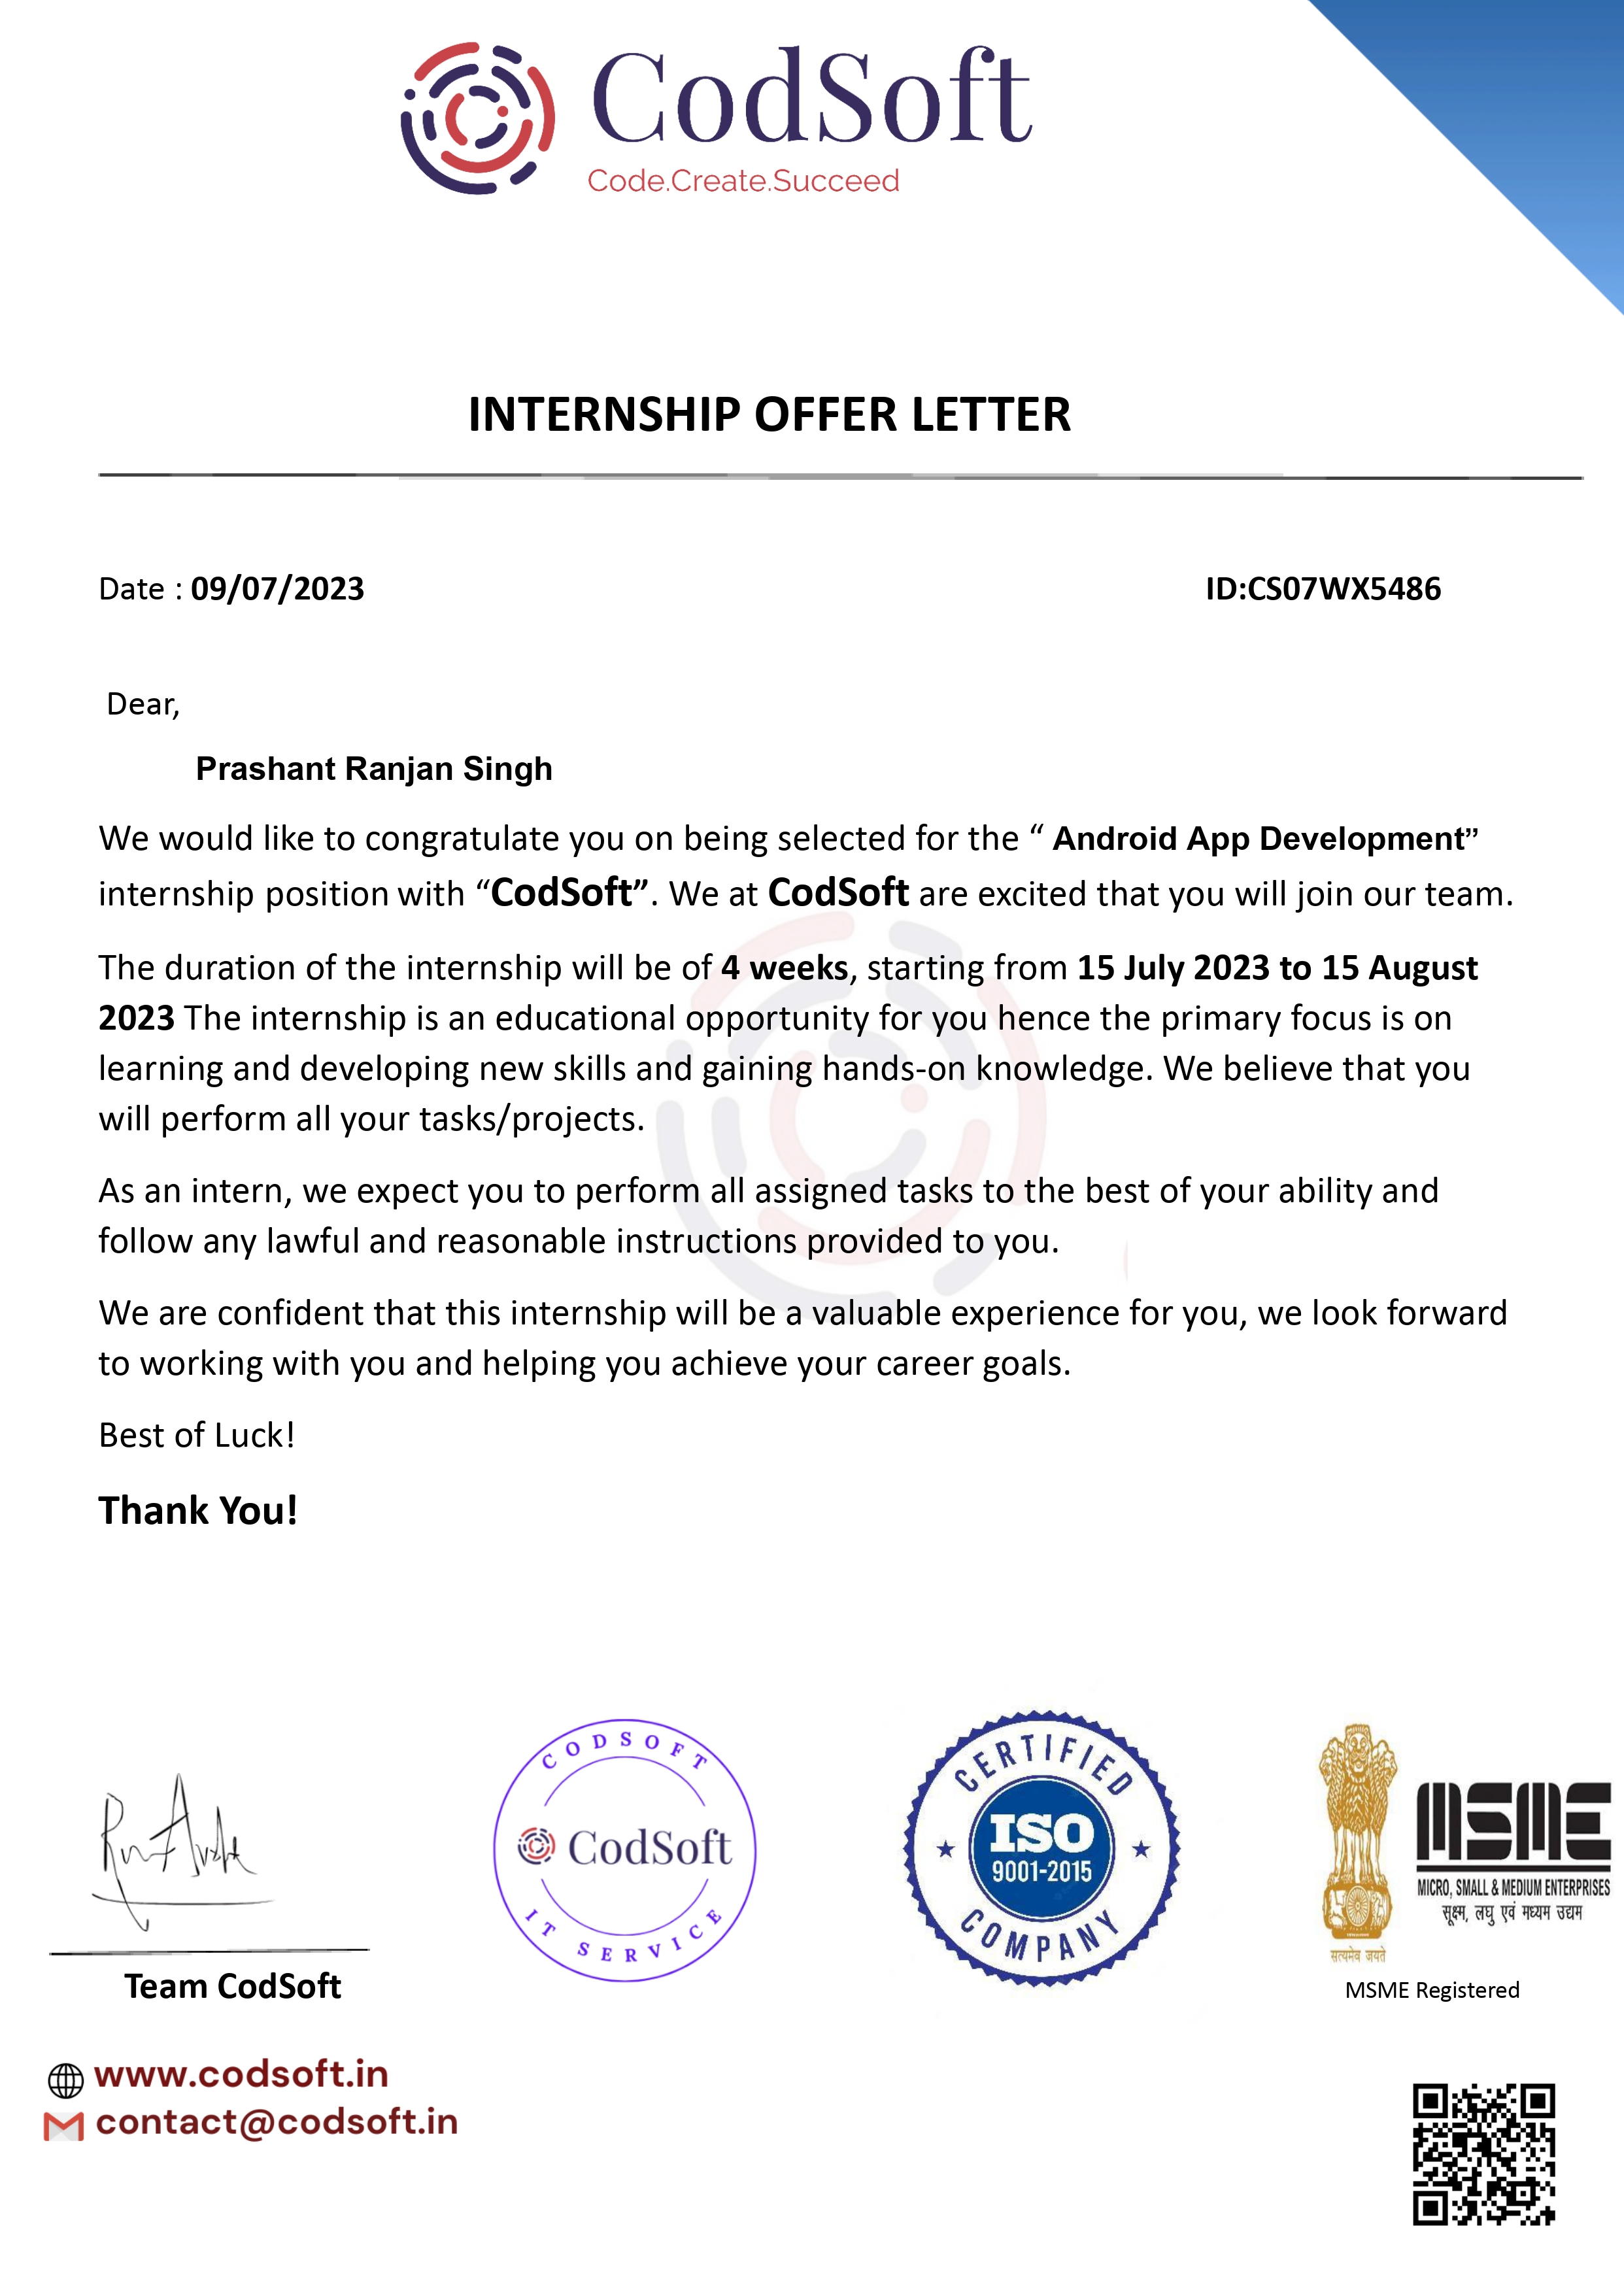 CodSoft
Code.Create.Succeed
INTERNSHIP OFFER LETTER
Date : 09/07/2023 ID:CS07WX5486
Dear,
Prashant Ranjan Singh
We would like to congratulate you on being selected for the “ Android App Development”
internship position with “CodSoft”. We at CodSoft are excited that you will join our team.
The duration of the internship will be of 4 weeks, starting from 15 July 2023 to 15 August
2023 The internship is an educational opportunity for you hence the primary focus is on
learning and developing new skills and gaining hands-on knowledge. We believe that you
will perform all your tasks/projects.
As an intern, we expect you to perform all assigned tasks to the best of your ability and
follow any lawful and reasonable instructions provided to you.
We are confident that this internship will be a valuable experience for you, we look forward
to working with you and helping you achieve your career goals.
Best of Luck!
Thank You!
Team CodSoft
CODSOFT
CodSoft
IT SERVICE
CERTIFIED
ISO
9001-2015
COMPANY
सत्यमेव जयते
MSME
MICRO, SMALL & MEDIUM ENTERPRISES
सूक्ष्म, लघु एवं मध्यम उद्यम
MSME Registered
www.codsoft.in
contact@codsoft.in